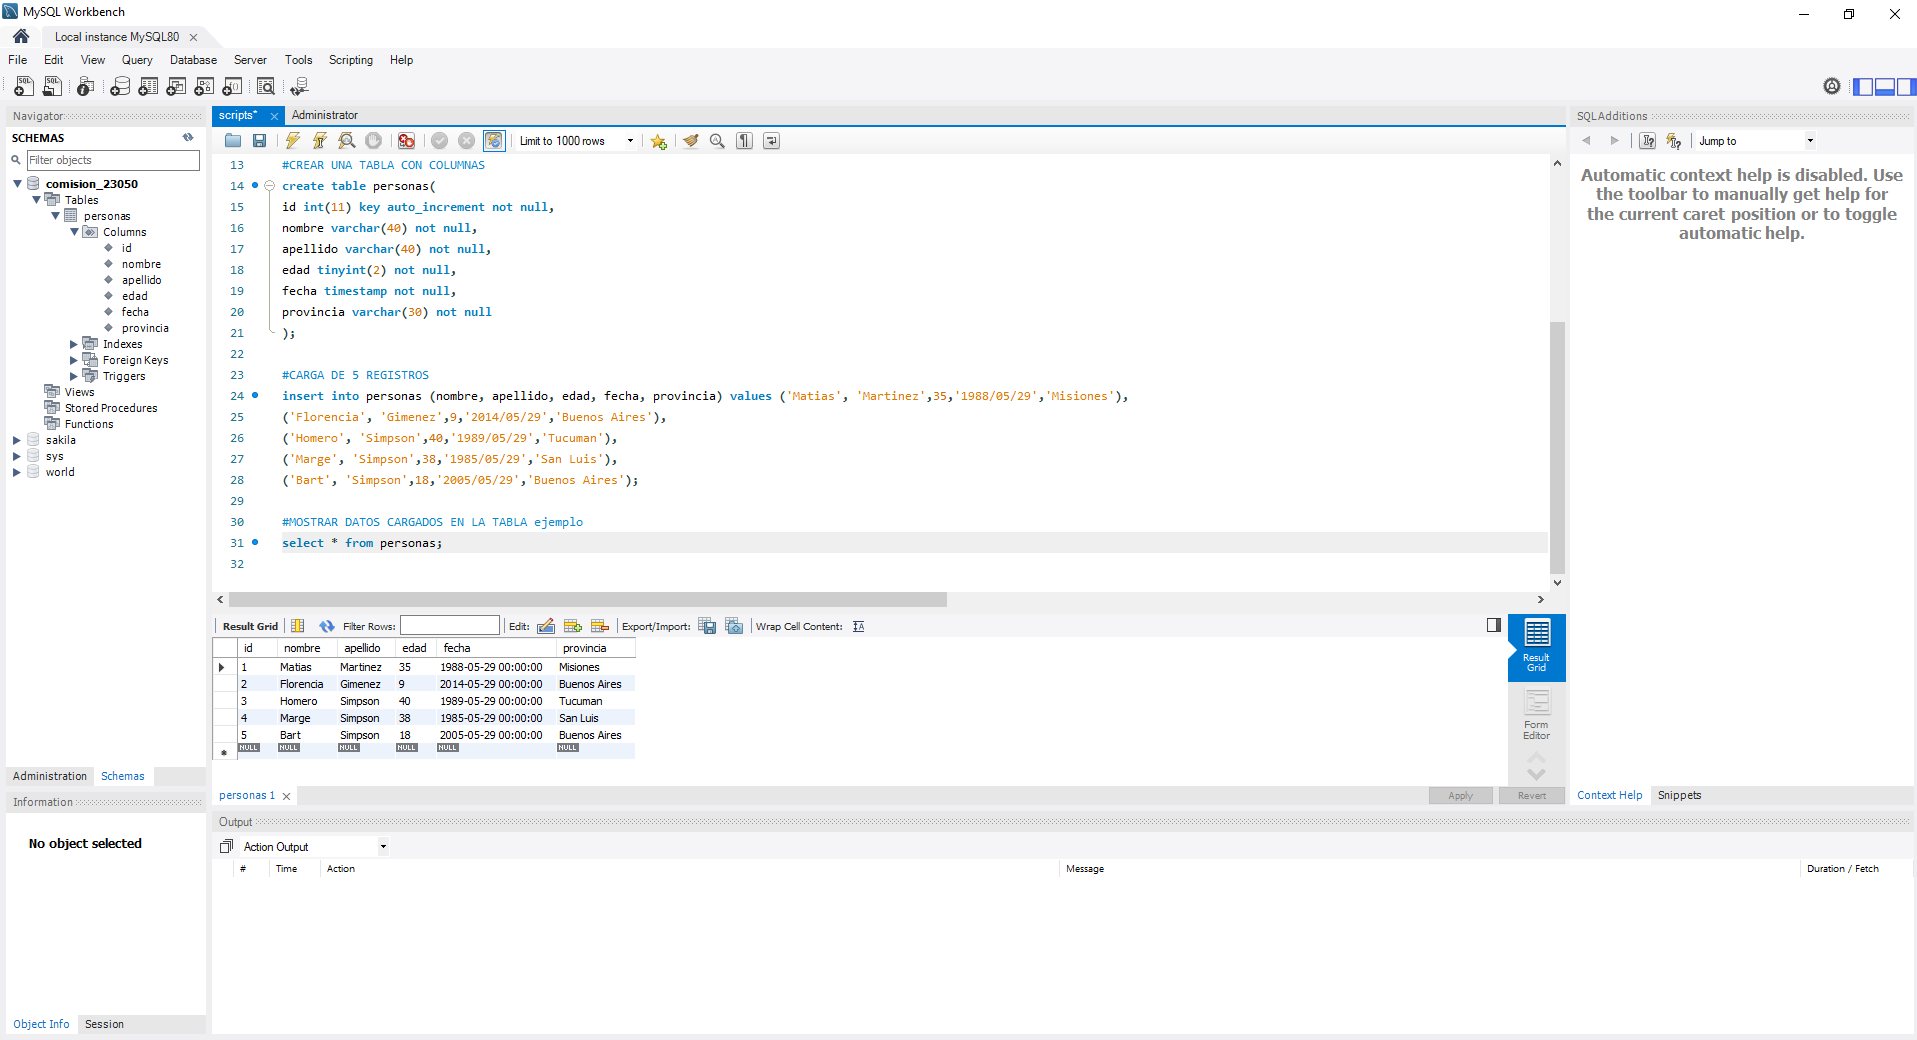 MySQL Workbench
Local instance MySQL80
File Edit View Query Database Server Tools Scripting Help
Navigator
SCHEMAS
Filter objects
comision_23050
Tables
personas
Columns
id
nombre
apellido
edad
fecha
provincia
Indexes
Foreign Keys
Triggers
Views
Stored Procedures
Functions
sakila
sys
world
Administration Schemas
Information
No object selected
Object Info Session
scripts* Administrator
Limit to 1000 rows
13 #CREAR UNA TABLA CON COLUMNAS
14 create table personas(
15 id int(11) key auto_increment not null,
16 nombre varchar(40) not null,
17 apellido varchar(40) not null,
18 edad tinyint(2) not null,
19 fecha timestamp not null,
20 provincia varchar(30) not null
21 );
22
23 #CARGA DE 5 REGISTROS
24 insert into personas (nombre, apellido, edad, fecha, provincia) values ('Matias', 'Martinez',35,'1988/05/29','Misiones'),
25 ('Florencia', 'Gimenez',9,'2014/05/29','Buenos Aires'),
26 ('Homero', 'Simpson',40,'1989/05/29','Tucuman'),
27 ('Marge', 'Simpson',38,'1985/05/29','San Luis'),
28 ('Bart', 'Simpson',18,'2005/05/29','Buenos Aires');
29
30 #MOSTRAR DATOS CARGADOS EN LA TABLA ejemplo
31 select * from personas;
32
Result Grid Filter Rows: Edit: Export/Import: Wrap Cell Content:
id nombre apellido edad fecha provincia
1 Matias Martinez 35 1988-05-29 00:00:00 Misiones
2 Florencia Gimenez 9 2014-05-29 00:00:00 Buenos Aires
3 Homero Simpson 40 1989-05-29 00:00:00 Tucuman
4 Marge Simpson 38 1985-05-29 00:00:00 San Luis
5 Bart Simpson 18 2005-05-29 00:00:00 Buenos Aires
NULL NULL NULL NULL NULL NULL
Result
Grid
Form
Editor
personas 1
Apply Revert
Output
Action Output
# Time Action Message Duration / Fetch
SQLAdditions
Jump to
Automatic context help is disabled. Use
the toolbar to manually get help for
the current caret position or to toggle
automatic help.
Context Help Snippets